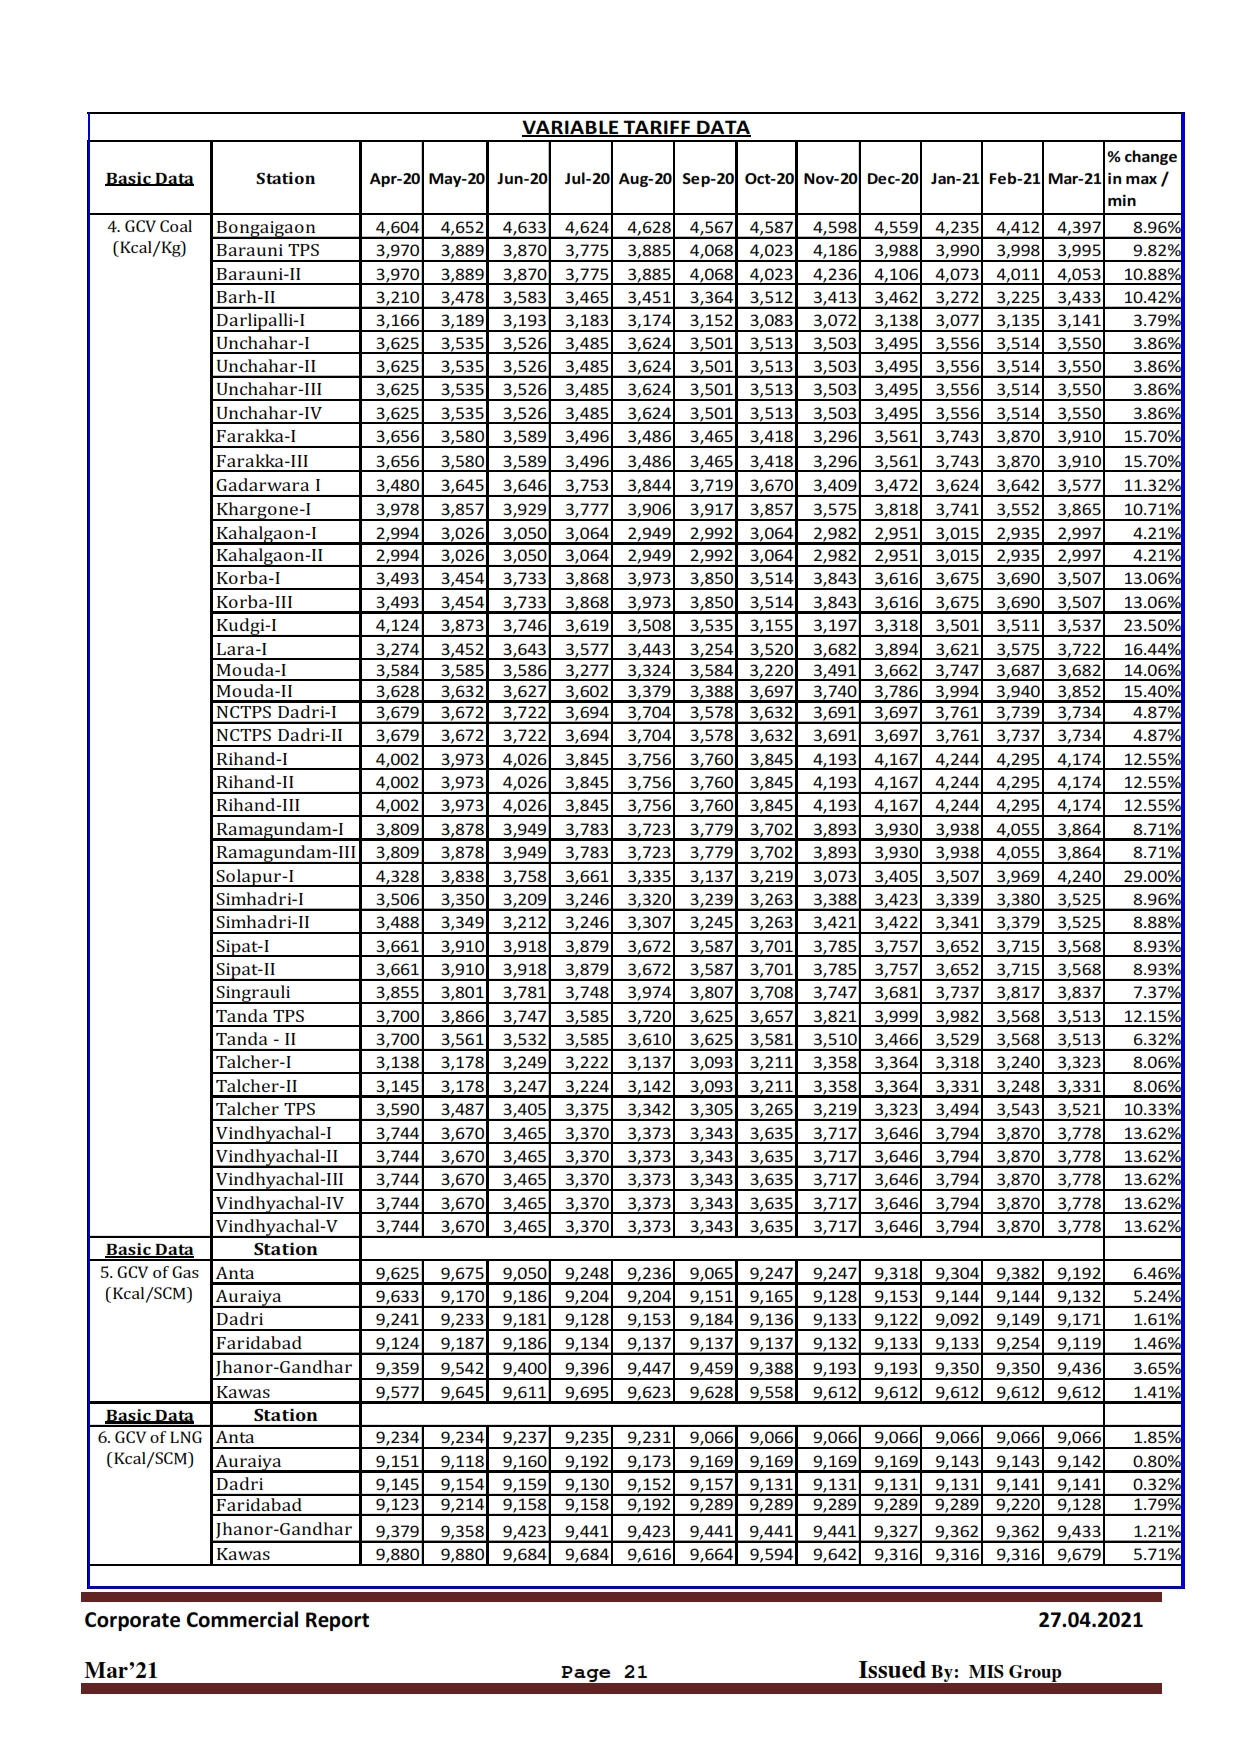 VARIABLE TARIFF DATA
Basic Data Station Apr-20 May-20 Jun-20 Jul-20 Aug-20 Sep-20 Oct-20 Nov-20 Dec-20 Jan-21 Feb-21 Mar-21 % change in max / min
4. GCV Coal (Kcal/Kg) Bongaigaon 4,604 4,652 4,633 4,624 4,628 4,567 4,587 4,598 4,559 4,235 4,412 4,397 8.96%
Barauni TPS 3,970 3,889 3,870 3,775 3,885 4,068 4,023 4,186 3,988 3,990 3,998 3,995 9.82%
Barauni-II 3,970 3,889 3,870 3,775 3,885 4,068 4,023 4,236 4,106 4,073 4,011 4,053 10.88%
Barh-II 3,210 3,478 3,583 3,465 3,451 3,364 3,512 3,413 3,462 3,272 3,225 3,433 10.42%
Darlipalli-I 3,166 3,189 3,193 3,183 3,174 3,152 3,083 3,072 3,138 3,077 3,135 3,141 3.79%
Unchahar-I 3,625 3,535 3,526 3,485 3,624 3,501 3,513 3,503 3,495 3,556 3,514 3,550 3.86%
Unchahar-II 3,625 3,535 3,526 3,485 3,624 3,501 3,513 3,503 3,495 3,556 3,514 3,550 3.86%
Unchahar-III 3,625 3,535 3,526 3,485 3,624 3,501 3,513 3,503 3,495 3,556 3,514 3,550 3.86%
Unchahar-IV 3,625 3,535 3,526 3,485 3,624 3,501 3,513 3,503 3,495 3,556 3,514 3,550 3.86%
Farakka-I 3,656 3,580 3,589 3,496 3,486 3,465 3,418 3,296 3,561 3,743 3,870 3,910 15.70%
Farakka-III 3,656 3,580 3,589 3,496 3,486 3,465 3,418 3,296 3,561 3,743 3,870 3,910 15.70%
Gadarwara I 3,480 3,645 3,646 3,753 3,844 3,719 3,670 3,409 3,472 3,624 3,642 3,577 11.32%
Khargone-I 3,978 3,857 3,929 3,777 3,906 3,917 3,857 3,575 3,818 3,741 3,552 3,865 10.71%
Kahalgaon-I 2,994 3,026 3,050 3,064 2,949 2,992 3,064 2,982 2,951 3,015 2,935 2,997 4.21%
Kahalgaon-II 2,994 3,026 3,050 3,064 2,949 2,992 3,064 2,982 2,951 3,015 2,935 2,997 4.21%
Korba-I 3,493 3,454 3,733 3,868 3,973 3,850 3,514 3,843 3,616 3,675 3,690 3,507 13.06%
Korba-III 3,493 3,454 3,733 3,868 3,973 3,850 3,514 3,843 3,616 3,675 3,690 3,507 13.06%
Kudgi-I 4,124 3,873 3,746 3,619 3,508 3,535 3,155 3,197 3,318 3,501 3,511 3,537 23.50%
Lara-I 3,274 3,452 3,643 3,577 3,443 3,254 3,520 3,682 3,894 3,621 3,575 3,722 16.44%
Mouda-I 3,584 3,585 3,586 3,277 3,324 3,584 3,220 3,491 3,662 3,747 3,687 3,682 14.06%
Mouda-II 3,628 3,632 3,627 3,602 3,379 3,388 3,697 3,740 3,786 3,994 3,940 3,852 15.40%
NCTPS Dadri-I 3,679 3,672 3,722 3,694 3,704 3,578 3,632 3,691 3,697 3,761 3,739 3,734 4.87%
NCTPS Dadri-II 3,679 3,672 3,722 3,694 3,704 3,578 3,632 3,691 3,697 3,761 3,737 3,734 4.87%
Rihand-I 4,002 3,973 4,026 3,845 3,756 3,760 3,845 4,193 4,167 4,244 4,295 4,174 12.55%
Rihand-II 4,002 3,973 4,026 3,845 3,756 3,760 3,845 4,193 4,167 4,244 4,295 4,174 12.55%
Rihand-III 4,002 3,973 4,026 3,845 3,756 3,760 3,845 4,193 4,167 4,244 4,295 4,174 12.55%
Ramagundam-I 3,809 3,878 3,949 3,783 3,723 3,779 3,702 3,893 3,930 3,938 4,055 3,864 8.71%
Ramagundam-III 3,809 3,878 3,949 3,783 3,723 3,779 3,702 3,893 3,930 3,938 4,055 3,864 8.71%
Solapur-I 4,328 3,838 3,758 3,661 3,335 3,137 3,219 3,073 3,405 3,507 3,969 4,240 29.00%
Simhadri-I 3,506 3,350 3,209 3,246 3,320 3,239 3,263 3,388 3,423 3,339 3,380 3,525 8.96%
Simhadri-II 3,488 3,349 3,212 3,246 3,307 3,245 3,263 3,421 3,422 3,341 3,379 3,525 8.88%
Sipat-I 3,661 3,910 3,918 3,879 3,672 3,587 3,701 3,785 3,757 3,652 3,715 3,568 8.93%
Sipat-II 3,661 3,910 3,918 3,879 3,672 3,587 3,701 3,785 3,757 3,652 3,715 3,568 8.93%
Singrauli 3,855 3,801 3,781 3,748 3,974 3,807 3,708 3,747 3,681 3,737 3,817 3,837 7.37%
Tanda TPS 3,700 3,866 3,747 3,585 3,720 3,625 3,657 3,821 3,999 3,982 3,568 3,513 12.15%
Tanda - II 3,700 3,561 3,532 3,585 3,610 3,625 3,581 3,510 3,466 3,529 3,568 3,513 6.32%
Talcher-I 3,138 3,178 3,249 3,222 3,137 3,093 3,211 3,358 3,364 3,318 3,240 3,323 8.06%
Talcher-II 3,145 3,178 3,247 3,224 3,142 3,093 3,211 3,358 3,364 3,331 3,248 3,331 8.06%
Talcher TPS 3,590 3,487 3,405 3,375 3,342 3,305 3,265 3,219 3,323 3,494 3,543 3,521 10.33%
Vindhyachal-I 3,744 3,670 3,465 3,370 3,373 3,343 3,635 3,717 3,646 3,794 3,870 3,778 13.62%
Vindhyachal-II 3,744 3,670 3,465 3,370 3,373 3,343 3,635 3,717 3,646 3,794 3,870 3,778 13.62%
Vindhyachal-III 3,744 3,670 3,465 3,370 3,373 3,343 3,635 3,717 3,646 3,794 3,870 3,778 13.62%
Vindhyachal-IV 3,744 3,670 3,465 3,370 3,373 3,343 3,635 3,717 3,646 3,794 3,870 3,778 13.62%
Vindhyachal-V 3,744 3,670 3,465 3,370 3,373 3,343 3,635 3,717 3,646 3,794 3,870 3,778 13.62%
Basic Data Station
5. GCV of Gas (Kcal/SCM) Anta 9,625 9,675 9,050 9,248 9,236 9,065 9,247 9,247 9,318 9,304 9,382 9,192 6.46%
Auraiya 9,633 9,170 9,186 9,204 9,204 9,151 9,165 9,128 9,153 9,144 9,144 9,132 5.24%
Dadri 9,241 9,233 9,181 9,128 9,153 9,184 9,136 9,133 9,122 9,092 9,149 9,171 1.61%
Faridabad 9,124 9,187 9,186 9,134 9,137 9,137 9,137 9,132 9,133 9,133 9,254 9,119 1.46%
Jhanor-Gandhar 9,359 9,542 9,400 9,396 9,447 9,459 9,388 9,193 9,193 9,350 9,350 9,436 3.65%
Kawas 9,577 9,645 9,611 9,695 9,623 9,628 9,558 9,612 9,612 9,612 9,612 9,612 1.41%
Basic Data Station
6. GCV of LNG (Kcal/SCM) Anta 9,234 9,234 9,237 9,235 9,231 9,066 9,066 9,066 9,066 9,066 9,066 9,066 1.85%
Auraiya 9,151 9,118 9,160 9,192 9,173 9,169 9,169 9,169 9,169 9,143 9,143 9,142 0.80%
Dadri 9,145 9,154 9,159 9,130 9,152 9,157 9,131 9,131 9,131 9,131 9,141 9,141 0.32%
Faridabad 9,123 9,214 9,158 9,158 9,192 9,289 9,289 9,289 9,289 9,289 9,220 9,128 1.79%
Jhanor-Gandhar 9,379 9,358 9,423 9,441 9,423 9,441 9,441 9,441 9,327 9,362 9,362 9,433 1.21%
Kawas 9,880 9,880 9,684 9,684 9,616 9,664 9,594 9,642 9,316 9,316 9,316 9,679 5.71%
Corporate Commercial Report 27.04.2021
Mar’21 Page 21 Issued By: MIS Group